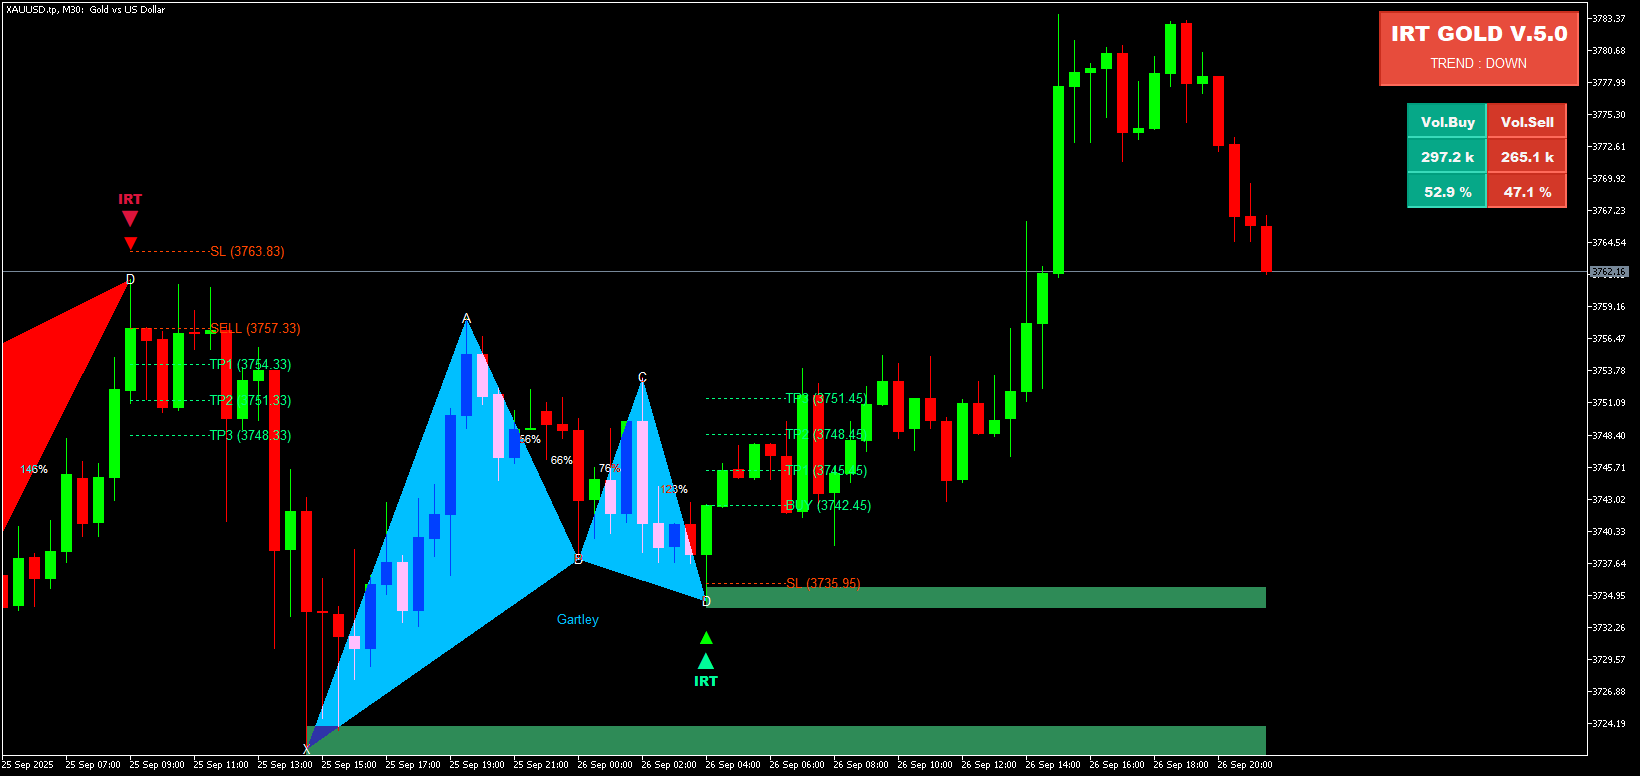 XAUUSD.tp, M30: Gold vs US Dollar
IRT GOLD V.5.0
TREND : DOWN
Vol.Buy Vol.Sell
297.2 k 265.1 k
52.9 % 47.1 %
IRT
SL (3763.83)
D
SELL (3757.33)
TP1 (3754.33)
TP2 (3751.33)
TP3 (3748.33)
146%
A
56%
66%
C
76%
123%
TP3 (3751.45)
TP2 (3748.45)
TP1 (3745.45)
BUY (3742.45)
B
SL (3735.95)
D
Gartley
IRT
X
3783.37
3780.68
3777.99
3775.30
3772.61
3769.92
3767.23
3764.54
3762.16
3759.16
3756.47
3753.78
3751.09
3748.40
3745.71
3743.02
3740.33
3737.64
3734.95
3732.26
3729.57
3726.88
3724.19
25 Sep 2025 25 Sep 07:00 25 Sep 09:00 25 Sep 11:00 25 Sep 13:00 25 Sep 15:00 25 Sep 17:00 25 Sep 19:00 25 Sep 21:00 26 Sep 00:00 26 Sep 02:00 26 Sep 04:00 26 Sep 06:00 26 Sep 08:00 26 Sep 10:00 26 Sep 12:00 26 Sep 14:00 26 Sep 16:00 26 Sep 18:00 26 Sep 20:00